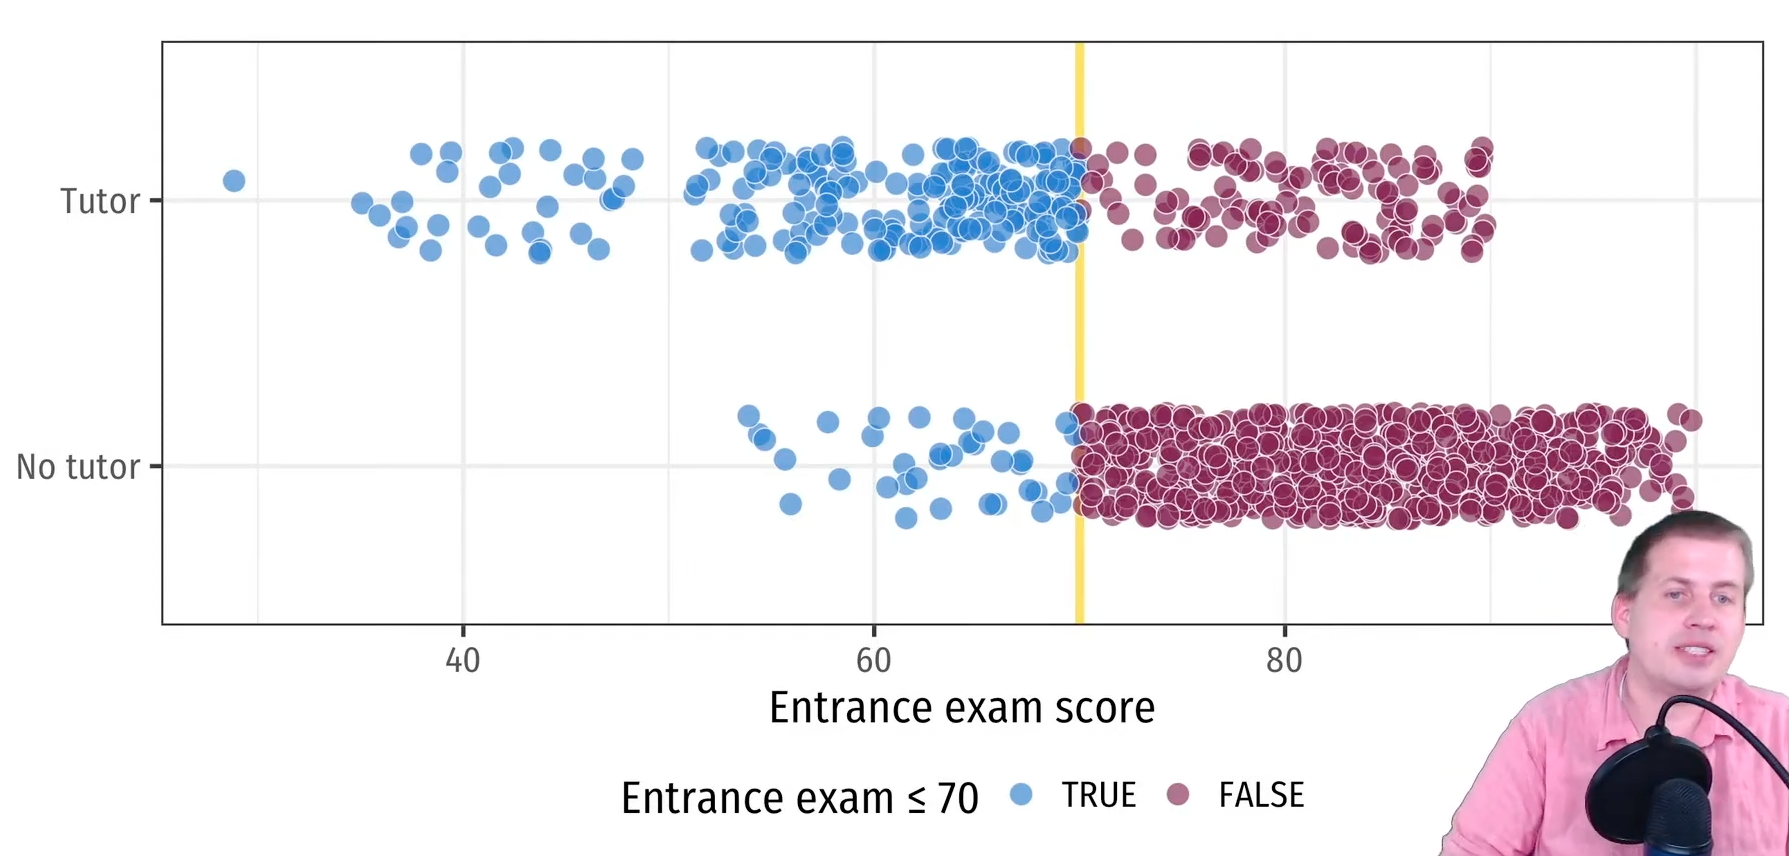 Tutor
No tutor
40 60 80
Entrance exam score
Entrance exam ≤ 70 TRUE FALSE